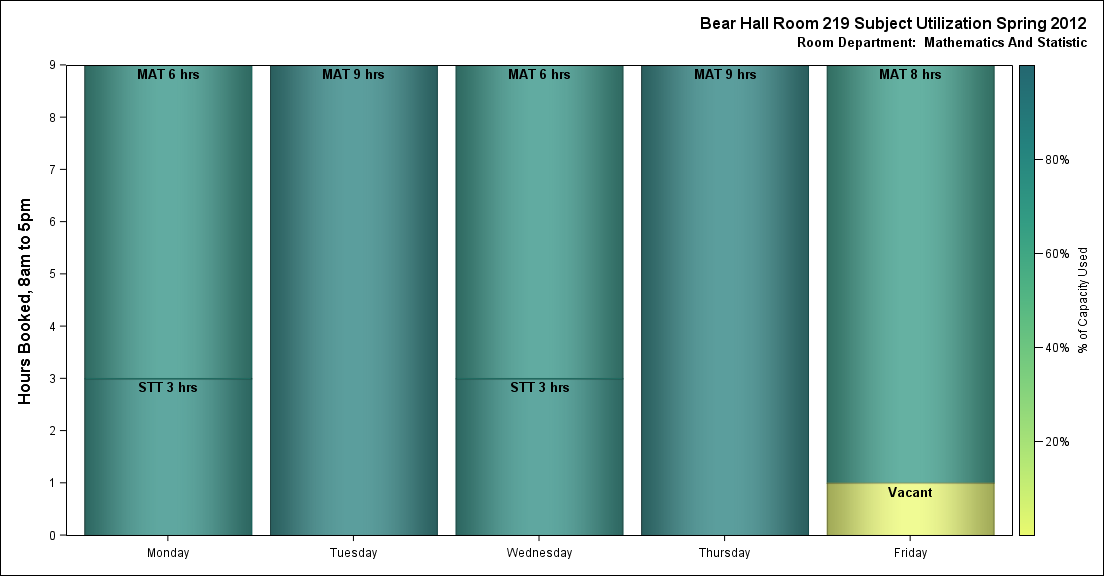 Bear Hall Room 219 Subject Utilization Spring 2012
Room Department:  Mathematics And Statistic
Hours Booked, 8am to 5pm
9
8
7
6
5
4
3
2
1
0
MAT 6 hrs
STT 3 hrs
MAT 9 hrs
MAT 6 hrs
STT 3 hrs
MAT 9 hrs
MAT 8 hrs
Vacant
Monday
Tuesday
Wednesday
Thursday
Friday
80%
60%
40%
20%
% of Capacity Used